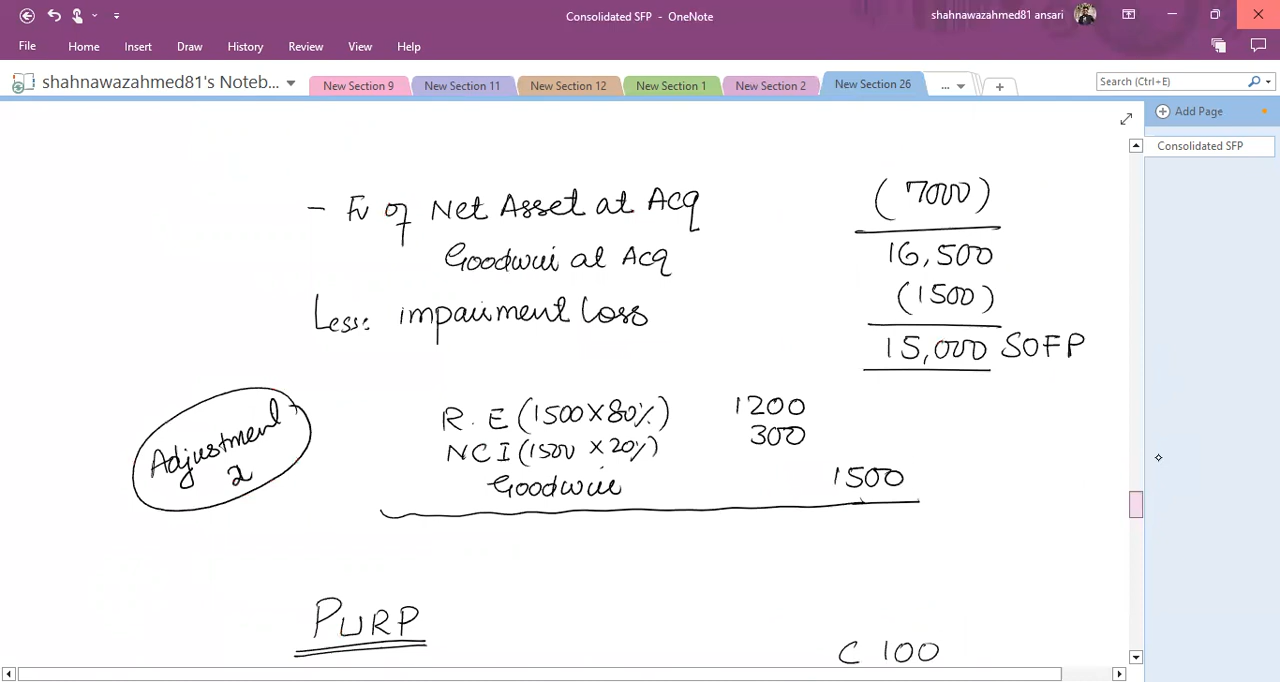 Consolidated SFP - OneNote
shahnawazahmed81 ansari
File Home Insert Draw History Review View Help
shahnawazahmed81's Noteb... New Section 9 New Section 11 New Section 12 New Section 1 New Section 2 New Section 26 ... Search (Ctrl+E)
Add Page
Consolidated SFP
- Fv of Net Asset at Acq (7000)
Goodwill at Acq 16,500
Less: impairment loss (1500)
15,000 SOFP
Adjustment 2
R.E (1500×80%) 1200
NCI (1500 ×20%) 300
Goodwill 1500
PURP
C 100